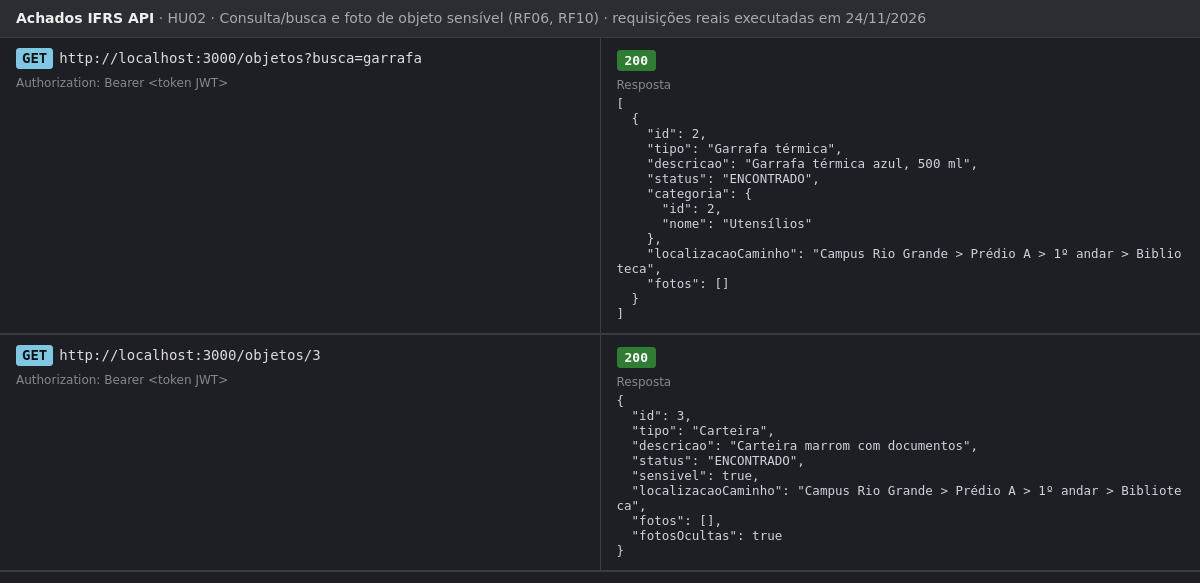 Achados IFRS API · HU02 · Consulta/busca e foto de objeto sensível (RF06, RF10) · requisições reais executadas em 24/11/2026
GET http://localhost:3000/objetos?busca=garrafa
Authorization: Bearer <token JWT>
200
Resposta
[
  {
    "id": 2,
    "tipo": "Garrafa térmica",
    "descricao": "Garrafa térmica azul, 500 ml",
    "status": "ENCONTRADO",
    "categoria": {
      "id": 2,
      "nome": "Utensílios"
    },
    "localizacaoCaminho": "Campus Rio Grande > Prédio A > 1º andar > Biblio
teca",
    "fotos": []
  }
]
GET http://localhost:3000/objetos/3
Authorization: Bearer <token JWT>
200
Resposta
{
  "id": 3,
  "tipo": "Carteira",
  "descricao": "Carteira marrom com documentos",
  "status": "ENCONTRADO",
  "sensivel": true,
  "localizacaoCaminho": "Campus Rio Grande > Prédio A > 1º andar > Bibliote
ca",
  "fotos": [],
  "fotosOcultas": true
}